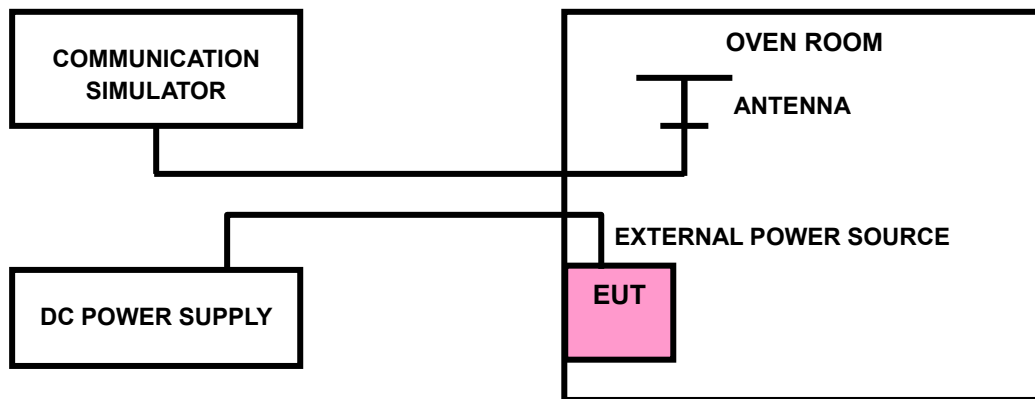 COMMUNICATION
SIMULATOR
OVEN ROOM
ANTENNA
EXTERNAL POWER SOURCE
DC POWER SUPPLY
EUT